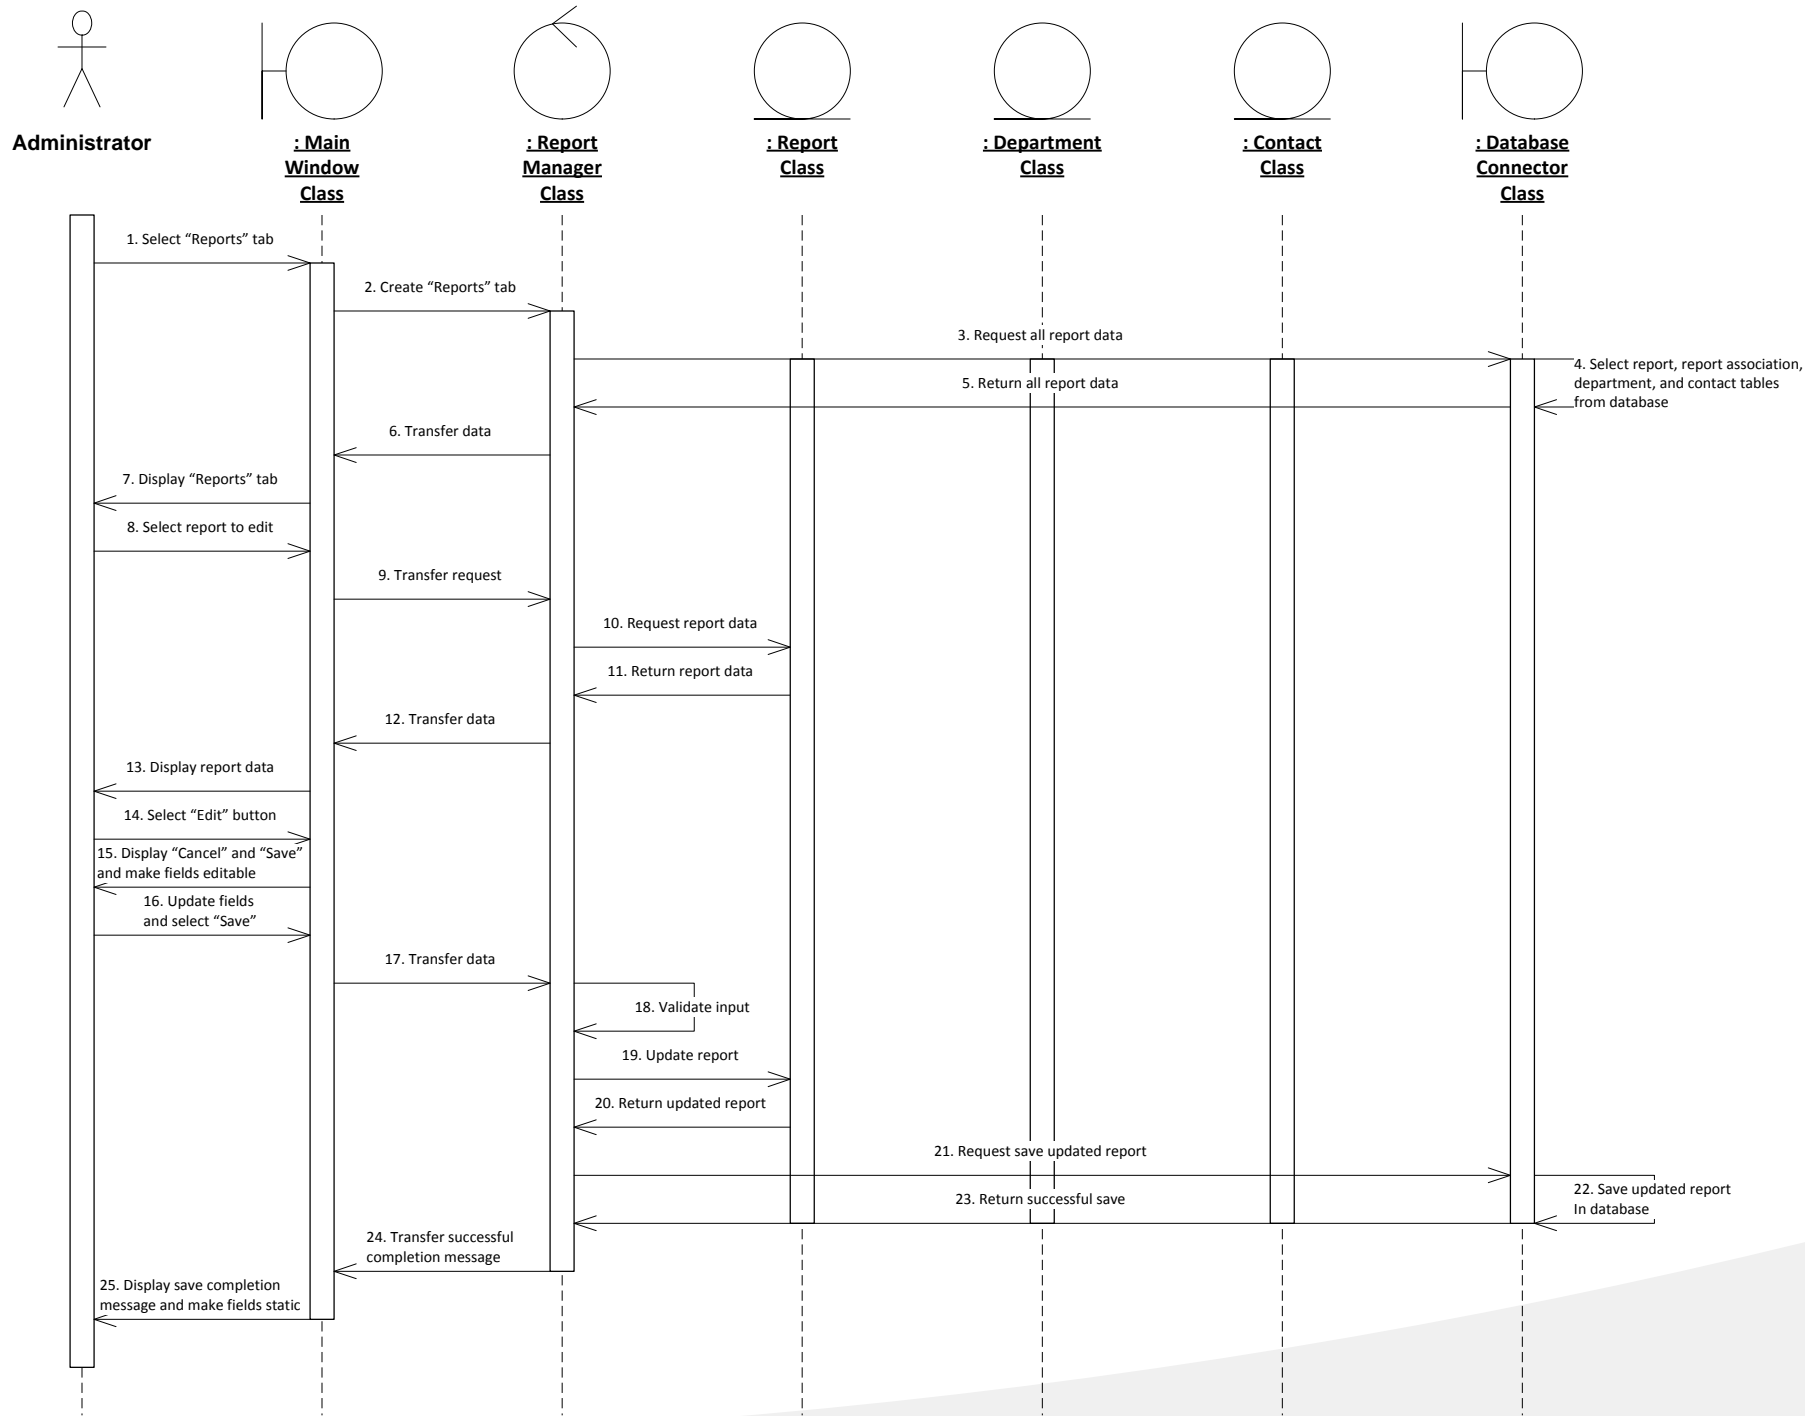 Administrator
: Main
Window
Class
: Report
Manager
Class
: Report
Class
: Department
Class
: Contact
Class
: Database
Connector
Class
1. Select “Reports” tab
2. Create “Reports” tab
3. Request all report data
4. Select report, report association,
department, and contact tables
from database
5. Return all report data
6. Transfer data
7. Display “Reports” tab
8. Select report to edit
9. Transfer request
10. Request report data
11. Return report data
12. Transfer data
13. Display report data
14. Select “Edit” button
15. Display “Cancel” and “Save”
and make fields editable
16. Update fields
and select “Save”
17. Transfer data
18. Validate input
19. Update report
20. Return updated report
21. Request save updated report
22. Save updated report
In database
23. Return successful save
24. Transfer successful
completion message
25. Display save completion
message and make fields static